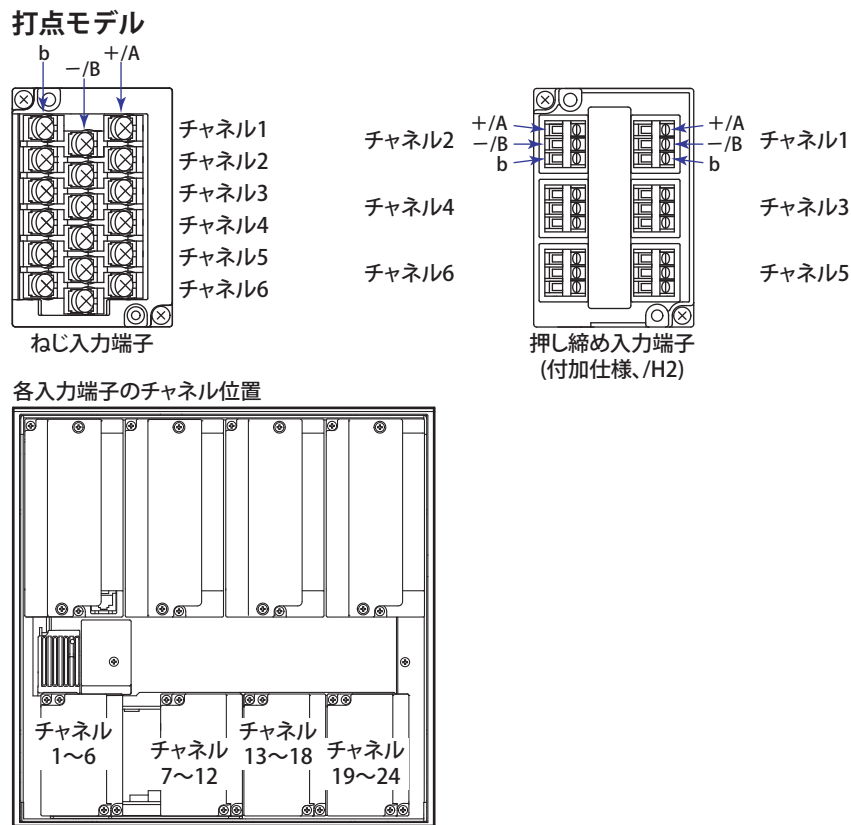 打点モデル
b
－/B
＋/A
チャネル1
チャネル2
チャネル3
チャネル4
チャネル5
チャネル6
ねじ入力端子
チャネル2
＋/A
－/B
b
＋/A
－/B
b
チャネル1
チャネル4
チャネル3
チャネル6
チャネル5
押し締め入力端子
(付加仕様、/H2)
各入力端子のチャネル位置
チャネル
1～6
チャネル
7～12
チャネル
13～18
チャネル
19～24